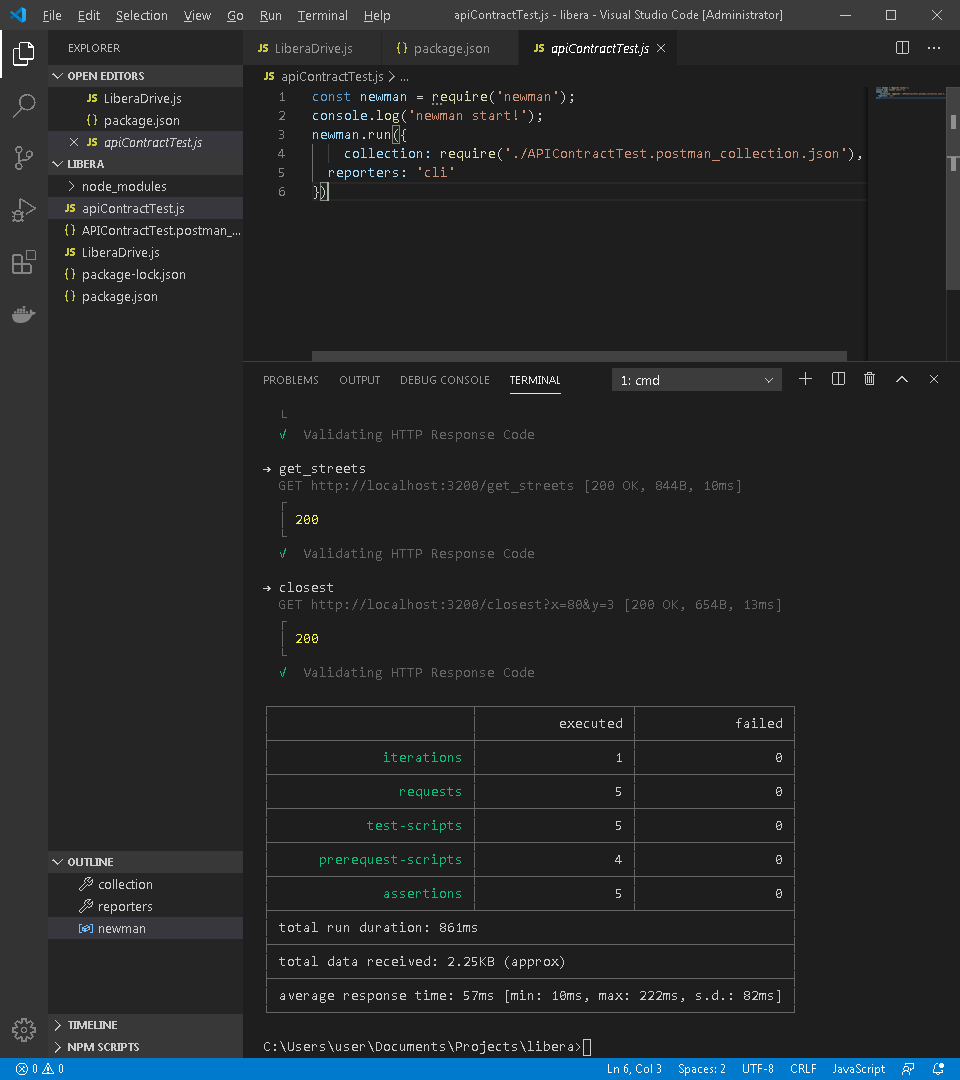 File Edit Selection View Go Run Terminal Help apiContractTest.js - libera - Visual Studio Code [Administrator]
EXPLORER
OPEN EDITORS
JS LiberaDrive.js
{} package.json
JS apiContractTest.js
LIBERA
node_modules
JS apiContractTest.js
{} APIContractTest.postman_...
JS LiberaDrive.js
{} package-lock.json
{} package.json
OUTLINE
collection
reporters
newman
TIMELINE
NPM SCRIPTS
JS LiberaDrive.js {} package.json JS apiContractTest.js
JS apiContractTest.js > ...
1 const newman = require('newman');
2 console.log('newman start!');
3 newman.run({
4 collection: require('./APIContractTest.postman_collection.json'),
5 reporters: 'cli'
6 })
PROBLEMS OUTPUT DEBUG CONSOLE TERMINAL 1: cmd
√ Validating HTTP Response Code
→ get_streets
GET http://localhost:3200/get_streets [200 OK, 844B, 10ms]
200
√ Validating HTTP Response Code
→ closest
GET http://localhost:3200/closest?x=80&y=3 [200 OK, 654B, 13ms]
200
√ Validating HTTP Response Code
executed failed
iterations 1 0
requests 5 0
test-scripts 5 0
prerequest-scripts 4 0
assertions 5 0
total run duration: 861ms
total data received: 2.25KB (approx)
average response time: 57ms [min: 10ms, max: 222ms, s.d.: 82ms]
C:\Users\user\Documents\Projects\libera>
0 0 Ln 6, Col 3 Spaces: 2 UTF-8 CRLF JavaScript